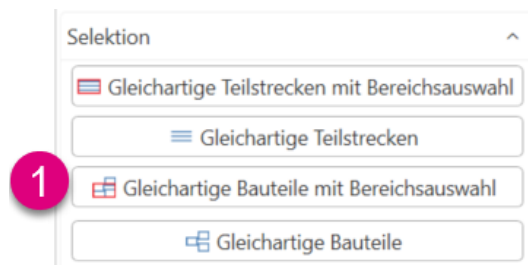 Selektion
Gleichartige Teilstrecken mit Bereichsauswahl
Gleichartige Teilstrecken
1 Gleichartige Bauteile mit Bereichsauswahl
Gleichartige Bauteile